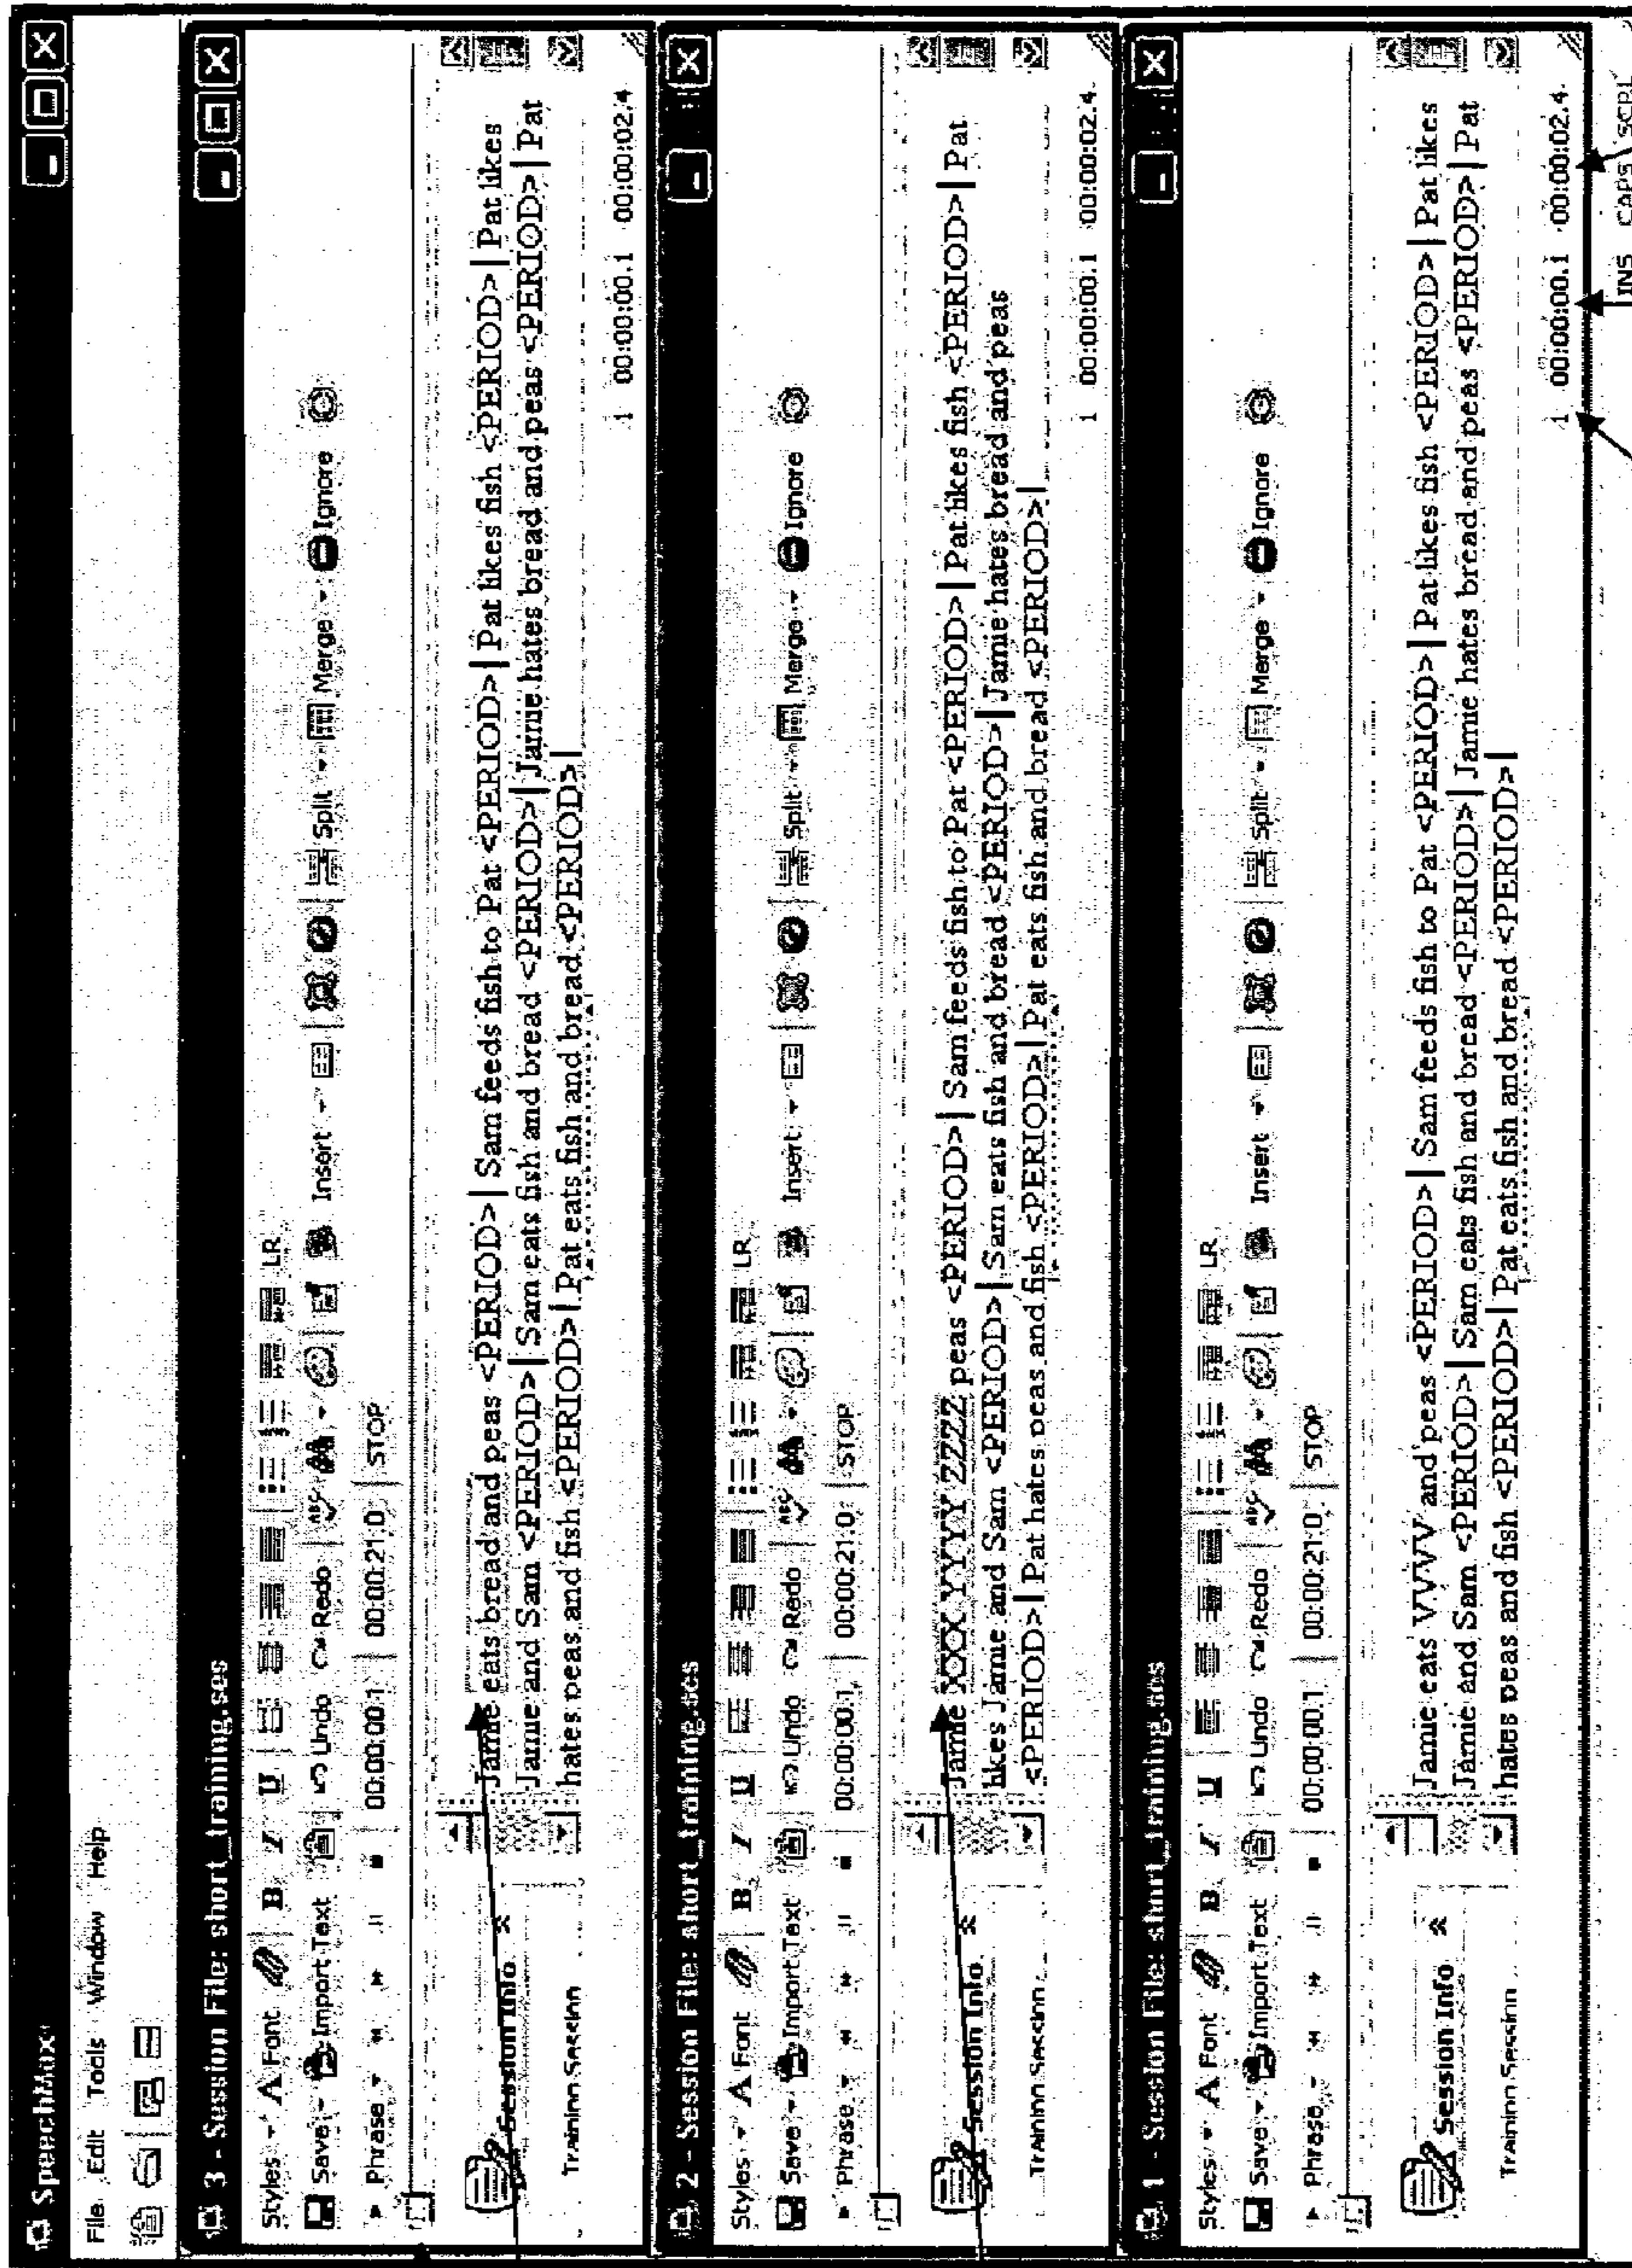 SpeechMax
File Edit Tools Window Help
3 - Session File: short_training.ses
Styles A Font B I U LR
Save Import Text Undo Redo ABC Insert Split Merge Ignore
Phrase 00:00:00.1 00:00:21.0 STOP
Session Info
Training Session
Jamie eats bread and peas <PERIOD>| Sam feeds fish to Pat <PERIOD>| Pat likes fish <PERIOD>| Pat likes
Jamie and Sam <PERIOD>| Sam eats fish and bread <PERIOD>| Jamie hates bread and peas <PERIOD>| Pat
hates peas and fish <PERIOD>| Pat eats fish and bread <PERIOD>|
1 00:00:00.1 00:00:02.4
2 - Session File: short_training.ses
Styles A Font B I U LR
Save Import Text Undo Redo ABC Insert Split Merge Ignore
Phrase 00:00:00.1 00:00:21.0 STOP
Session Info
Training Session
Jamie XXX YYYY ZZZZ peas <PERIOD>| Sam feeds fish to Pat <PERIOD>| Pat likes fish <PERIOD>| Pat
likes Jamie and Sam <PERIOD>| Sam eats fish and bread <PERIOD>| Jamie hates bread and peas
<PERIOD>| Pat hates peas and fish <PERIOD>| Pat eats fish and bread <PERIOD>|
1 00:00:00.1 00:00:02.4
1 - Session File: short_training.ses
Styles A Font B I U LR
Save Import Text Undo Redo ABC Insert Split Merge Ignore
Phrase 00:00:00.1 00:00:21.0 STOP
Session Info
Training Session
Jamie eats VVVV and peas <PERIOD>| Sam feeds fish to Pat <PERIOD>| Pat likes fish <PERIOD>| Pat likes
Jamie and Sam <PERIOD>| Sam eats fish and bread <PERIOD>| Jamie hates bread and peas <PERIOD>| Pat
hates peas and fish <PERIOD>| Pat eats fish and bread <PERIOD>|
1 00:00:00.1 00:00:02.4
INS CAPS SCRL